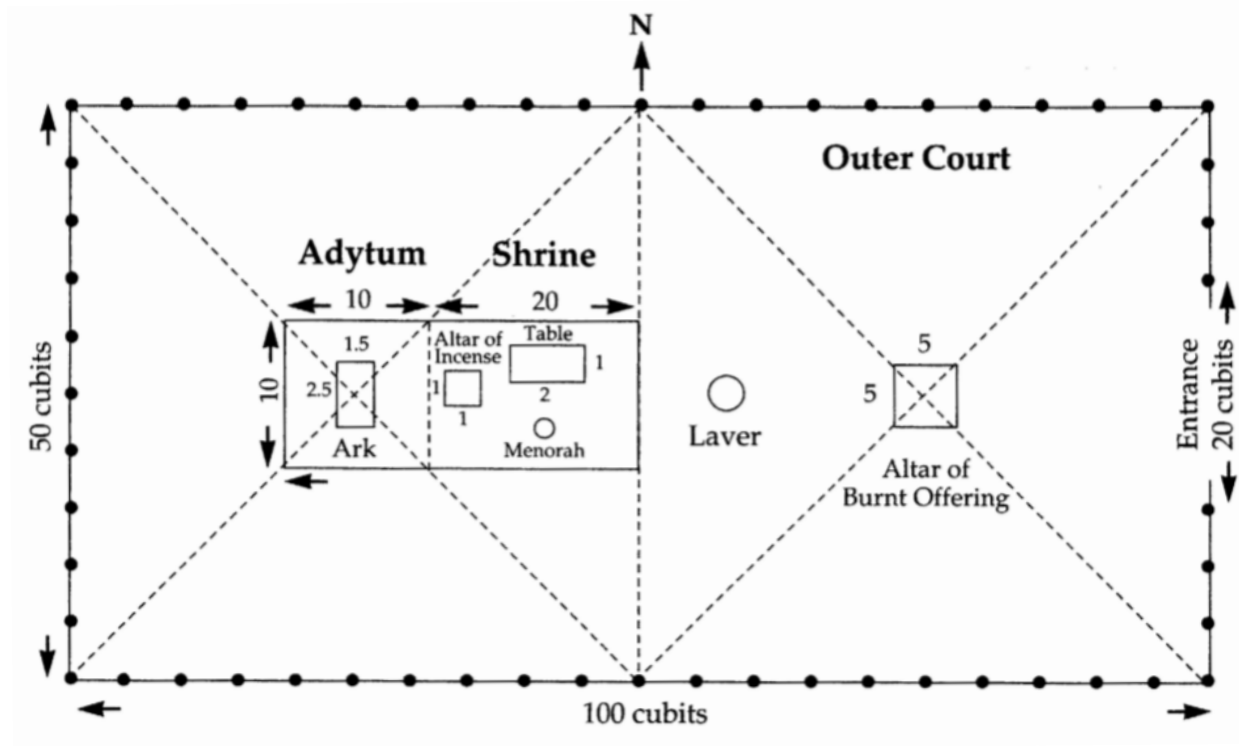 N
Outer Court
Adytum
Shrine
10
20
1.5
Altar of
Incense
Table
1
2.5
1
2
1
10
Ark
Menorah
Laver
5
5
Altar of
Burnt Offering
50 cubits
Entrance
20 cubits
100 cubits